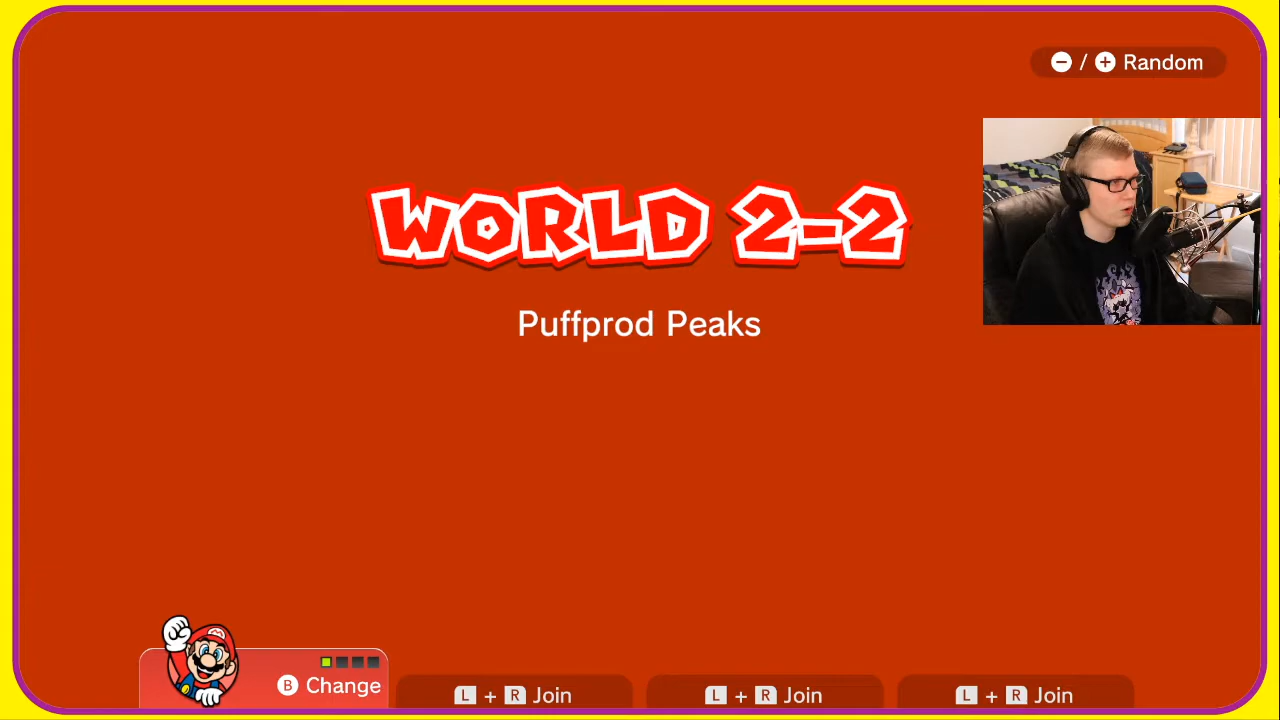 − / + Random
WORLD 2-2
Puffprod Peaks
B Change
L + R Join
L + R Join
L + R Join